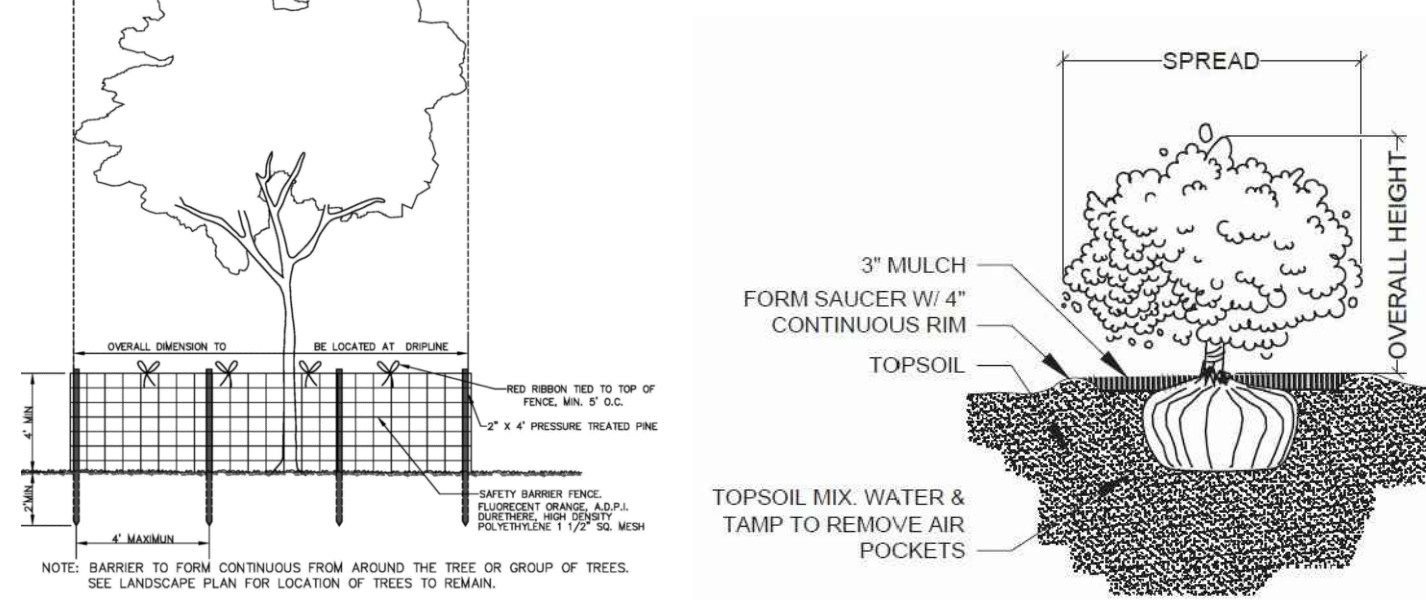 OVERALL DIMENSION TO BE LOCATED AT DRIPLINE
RED RIBBON TIED TO TOP OF
FENCE, MIN. 5' O.C.
2" X 4' PRESSURE TREATED PINE
4' MIN
2'MIN
SAFETY BARRIER FENCE.
FLUORECENT ORANGE, A.D.P.I.
DURETHERE, HIGH DENSITY
POLYETHYLENE 1 1/2" SQ. MESH
4' MAXIMUN
NOTE: BARRIER TO FORM CONTINUOUS FROM AROUND THE TREE OR GROUP OF TREES.
SEE LANDSCAPE PLAN FOR LOCATION OF TREES TO REMAIN.
SPREAD
OVERALL HEIGHT
3" MULCH
FORM SAUCER W/ 4"
CONTINUOUS RIM
TOPSOIL
TOPSOIL MIX. WATER &
TAMP TO REMOVE AIR
POCKETS